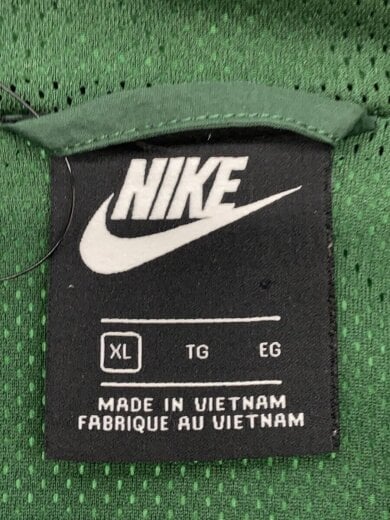 NIKE
XL TG EG
MADE IN VIETNAM
FABRIQUE AU VIETNAM